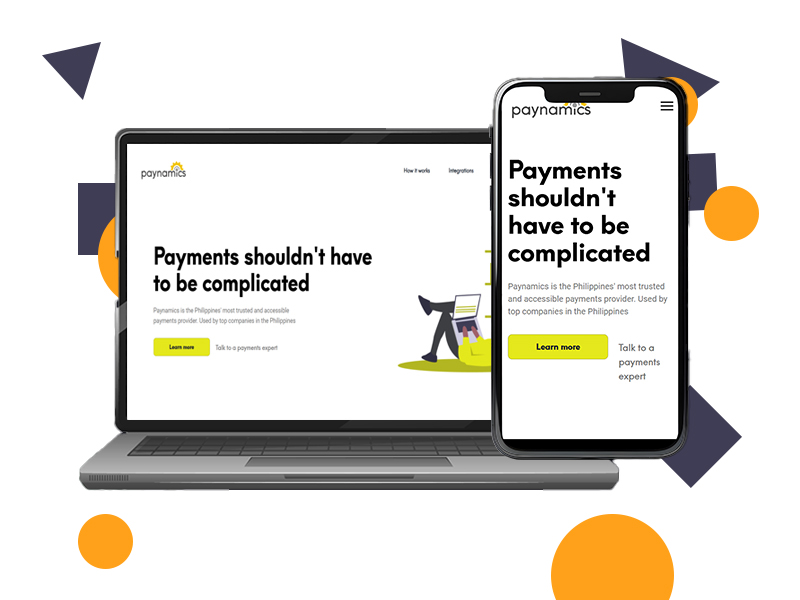 paynamics
How it works
Integrations
Payments shouldn't have
to be complicated
Paynamics is the Philippines' most trusted and accessible
payments provider. Used by top companies in the Philippines
Learn more
Talk to a payments expert
paynamics
Payments
shouldn't
have to be
complicated
Paynamics is the Philippines' most trusted
and accessible payments provider. Used by
top companies in the Philippines
Learn more
Talk to a
payments
expert